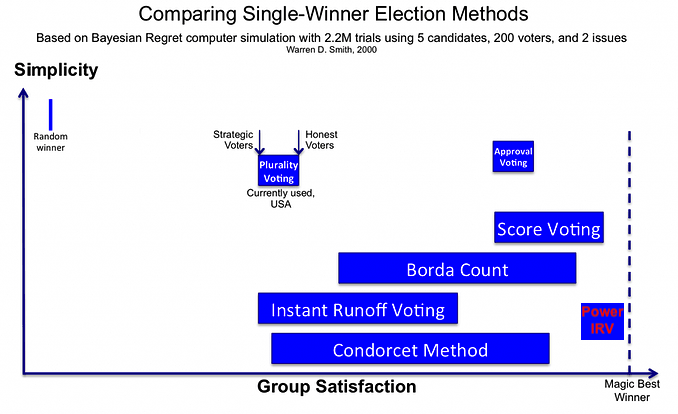 Comparing Single-Winner Election Methods
Based on Bayesian Regret computer simulation with 2.2M trials using 5 candidates, 200 voters, and 2 issues
Warren D. Smith, 2000
Simplicity
Random
winner
Strategic
Voters
Honest
Voters
Plurality
Voting
Currently used,
USA
Approval
Voting
Score Voting
Borda Count
Instant Runoff Voting
Power
IRV
Condorcet Method
Group Satisfaction
Magic Best
Winner